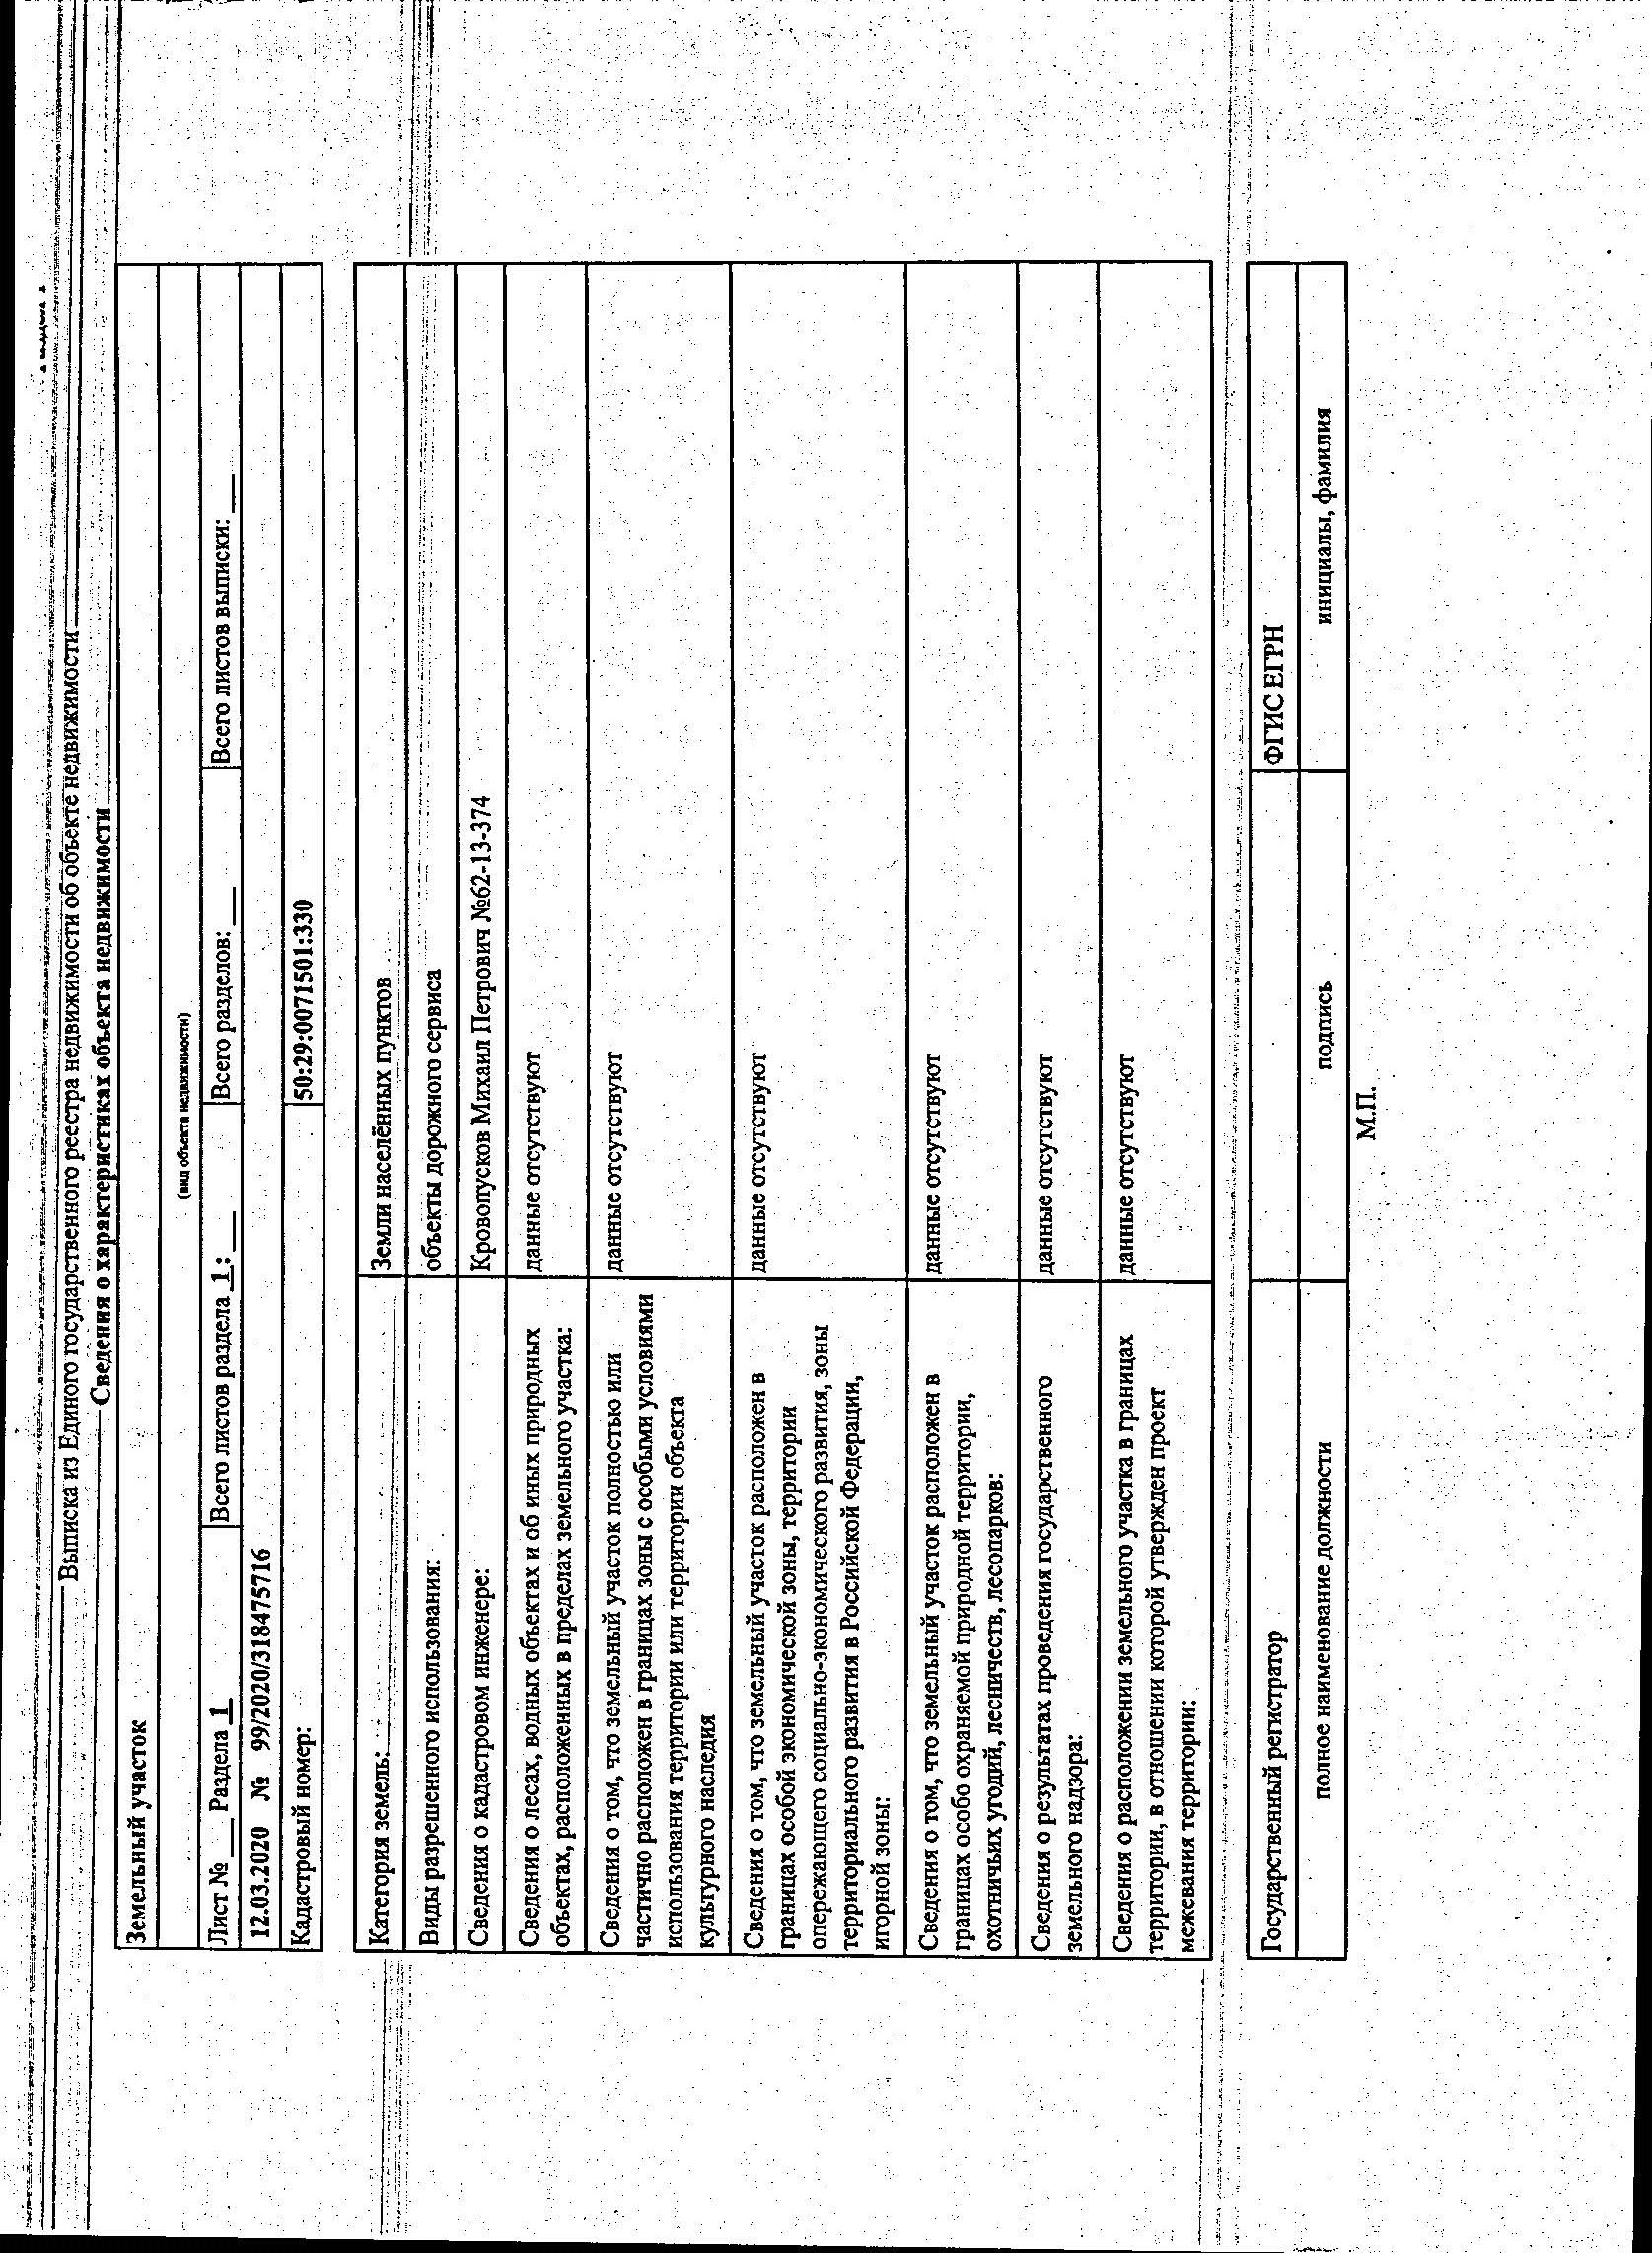 Выписка из Единого государственного реестра недвижимости об объекте недвижимости
Сведения о характеристиках объекта недвижимости
Земельный участок
(вид объекта недвижимости)
Лист № ___ Раздела 1 Всего листов раздела 1: ___ Всего разделов: ___ Всего листов выписки: ___
12.03.2020 № 99/2020/318475716
Кадастровый номер: 50:29:0071501:330
Категория земель: Земли населённых пунктов
Виды разрешенного использования: объекты дорожного сервиса
Сведения о кадастровом инженере: Кровопусков Михаил Петрович №62-13-374
Сведения о лесах, водных объектах и об иных природных данные отсутствуют
объектах, расположенных в пределах земельного участка:
Сведения о том, что земельный участок полностью или данные отсутствуют
частично расположен в границах зоны с особыми условиями
использования территории или территории объекта
культурного наследия
Сведения о том, что земельный участок расположен в данные отсутствуют
границах особой экономической зоны, территории
опережающего социально-экономического развития, зоны
территориального развития в Российской Федерации,
игорной зоны:
Сведения о том, что земельный участок расположен в данные отсутствуют
границах особо охраняемой природной территории,
охотничьих угодий, лесничеств, лесопарков:
Сведения о результатах проведения государственного данные отсутствуют
земельного надзора:
Сведения о расположении земельного участка в границах данные отсутствуют
территории, в отношении которой утвержден проект
межевания территории:
Государственный регистратор ФГИС ЕГРН
полное наименование должности подпись инициалы, фамилия
М.П.